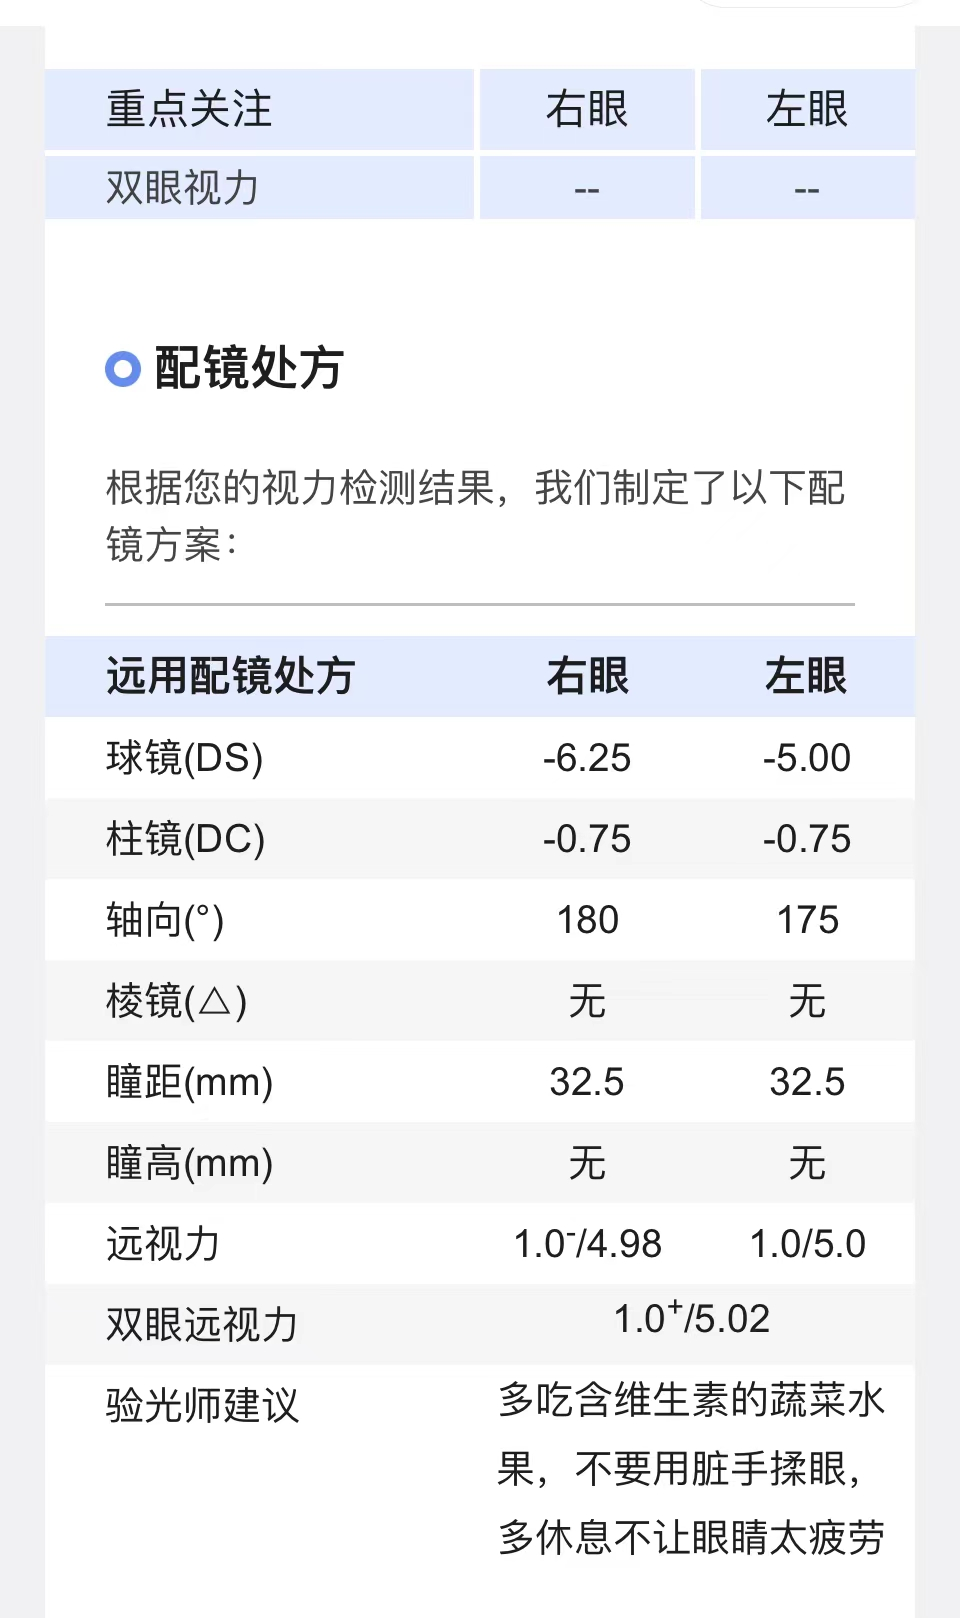 重点关注 右眼 左眼
双眼视力 -- --
配镜处方
根据您的视力检测结果，我们制定了以下配
镜方案：
远用配镜处方 右眼 左眼
球镜(DS) -6.25 -5.00
柱镜(DC) -0.75 -0.75
轴向(°) 180 175
棱镜(△) 无 无
瞳距(mm) 32.5 32.5
瞳高(mm) 无 无
远视力 1.0⁻/4.98 1.0/5.0
双眼远视力 1.0⁺/5.02
验光师建议 多吃含维生素的蔬菜水
果，不要用脏手揉眼，
多休息不让眼睛太疲劳